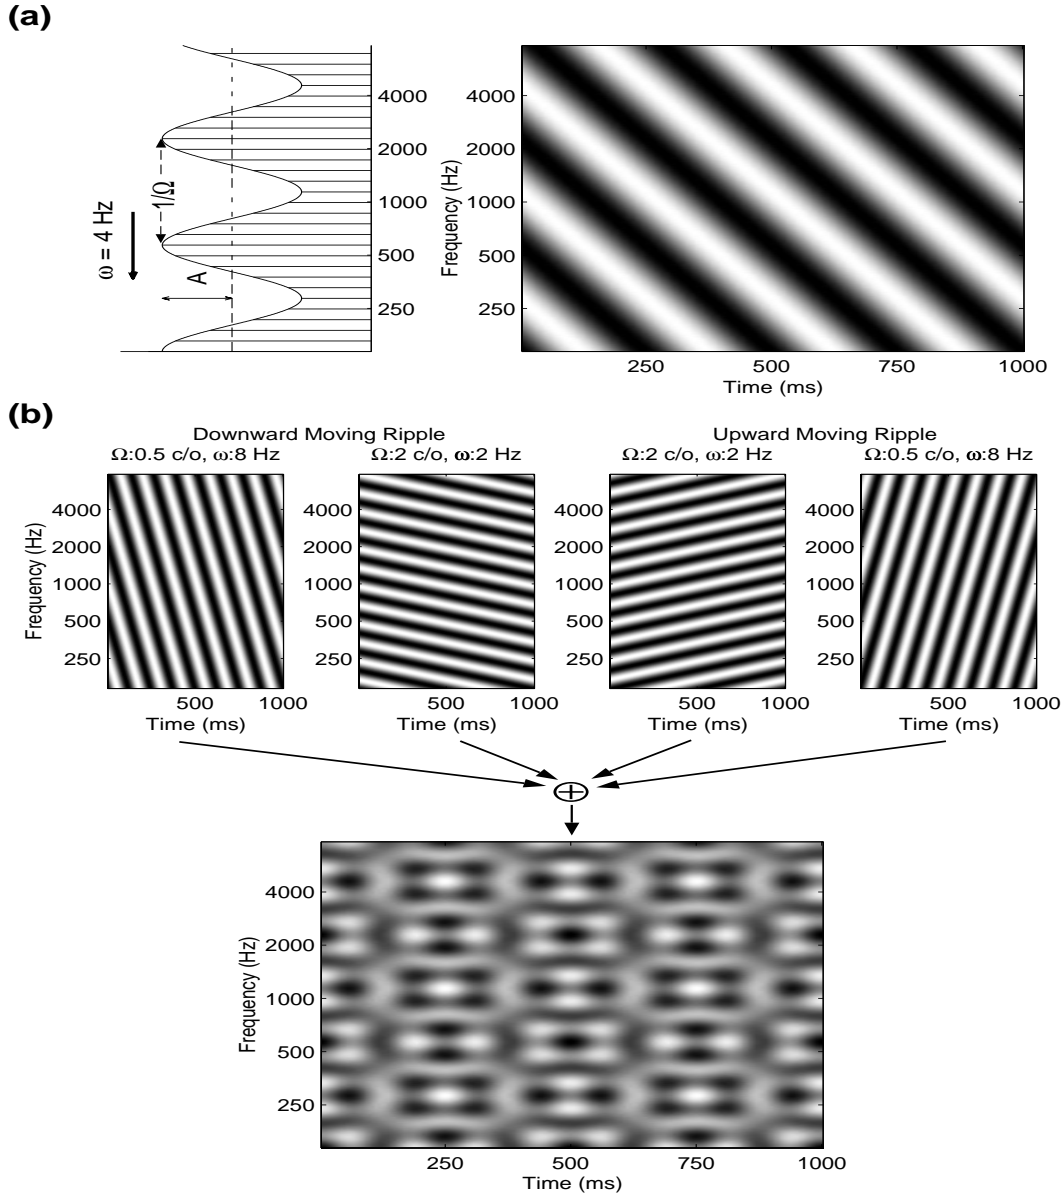 (a)
4000
2000
1000
500
250
1/Ω
A
ω = 4 Hz
Frequency (Hz)
4000
2000
1000
500
250
250 500 750 1000
Time (ms)
(b)
Downward Moving Ripple
Upward Moving Ripple
Ω:0.5 c/o, ω:8 Hz
Ω:2 c/o, ω:2 Hz
Ω:2 c/o, ω:2 Hz
Ω:0.5 c/o, ω:8 Hz
Frequency (Hz)
4000
2000
1000
500
250
500 1000
Time (ms)
4000
2000
1000
500
250
500 1000
Time (ms)
4000
2000
1000
500
250
500 1000
Time (ms)
4000
2000
1000
500
250
500 1000
Time (ms)
Frequency (Hz)
4000
2000
1000
500
250
250 500 750 1000
Time (ms)